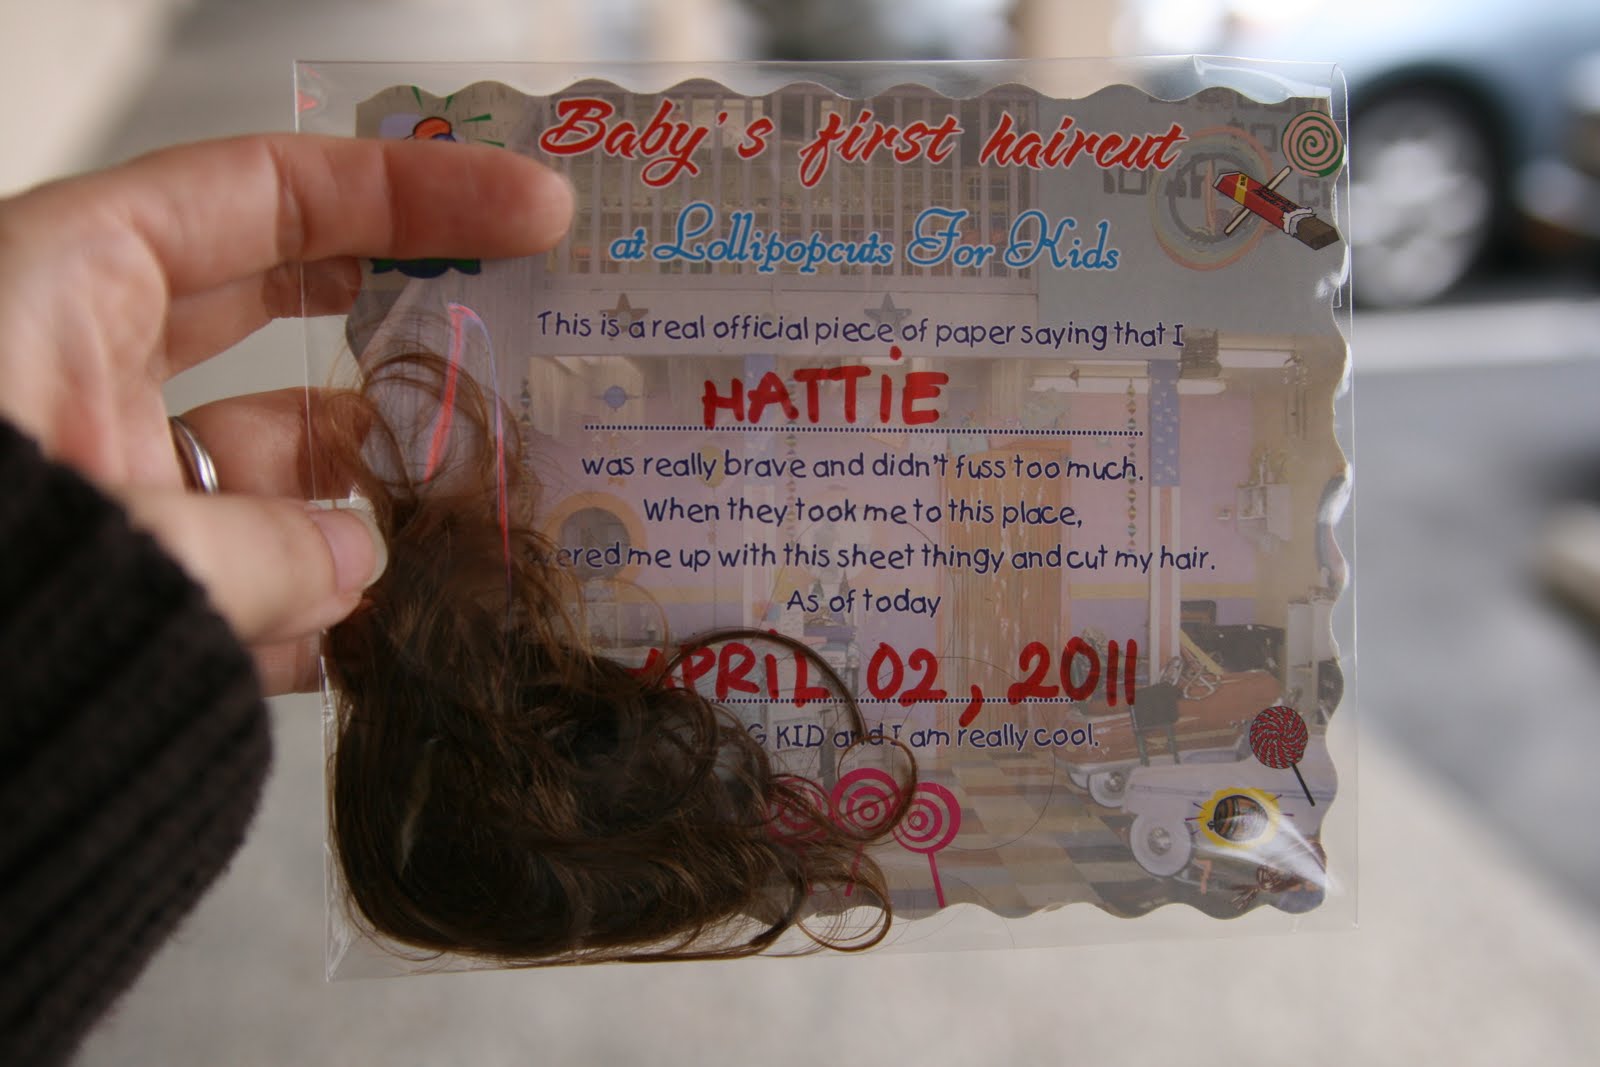 Baby's first haircut
at Lollipopcuts For Kids
This is a real official piece of paper saying that I
HATTiE
was really brave and didn't fuss too much.
When they took me to this place,
me up with this sheet thingy and cut my hair.
As of today
APRiL 02, 2011
KID and I am really cool.